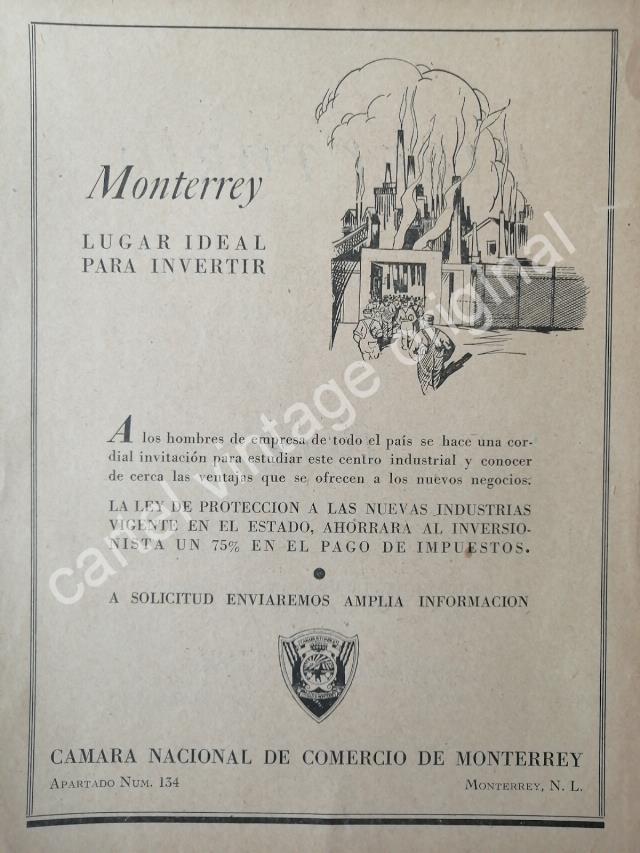 Monterrey
LUGAR IDEAL
PARA INVERTIR
A los hombres de empresa de todo el país se hace una cor-
dial invitación para estudiar este centro industrial y conocer
de cerca las ventajas que se ofrecen a los nuevos negocios.
LA LEY DE PROTECCION A LAS NUEVAS INDUSTRIAS
VIGENTE EN EL ESTADO, AHORRARA AL INVERSIO-
NISTA UN 75% EN EL PAGO DE IMPUESTOS.
A SOLICITUD ENVIAREMOS AMPLIA INFORMACION
CAMARA NACIONAL DE COMERCIO DE MONTERREY
APARTADO NUM. 134
MONTERREY, N. L.
cartel vintage original